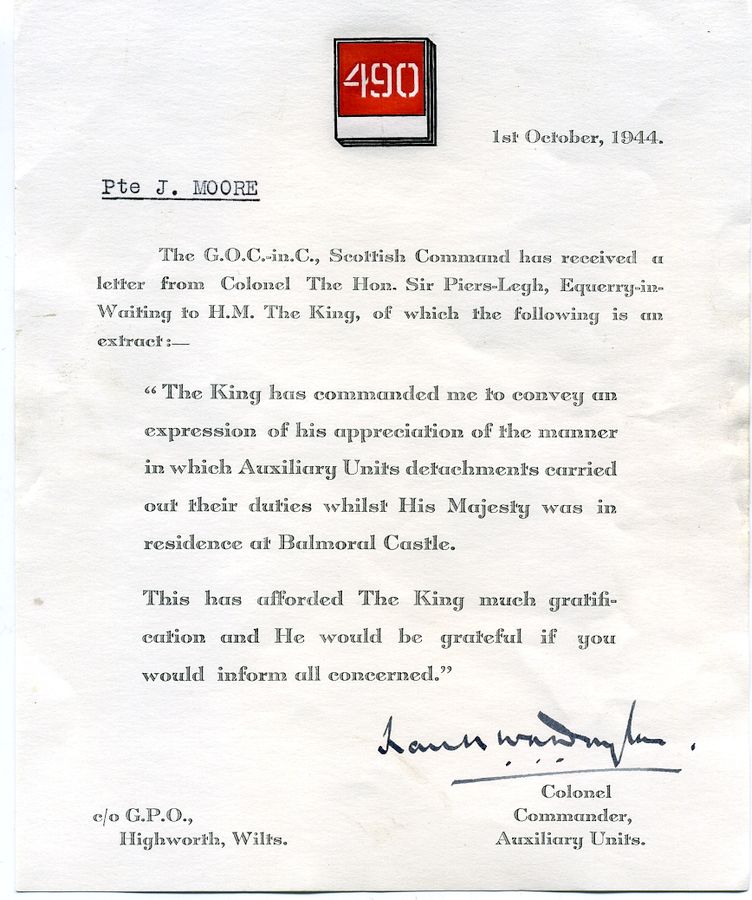 490
1st October, 1944.
Pte J. MOORE
The G.O.C.-in.C., Scottish Command has received a
letter from Colonel The Hon. Sir Piers-Legh, Equerry-in-
Waiting to H.M. The King, of which the following is an
extract:—
“ The King has commanded me to convey an
expression of his appreciation of the manner
in which Auxiliary Units detachments carried
out their duties whilst His Majesty was in
residence at Balmoral Castle.
This has afforded The King much gratifi-
cation and He would be grateful if you
would inform all concerned.”
Colonel
c/o G.P.O., Commander,
Highworth, Wilts. Auxiliary Units.